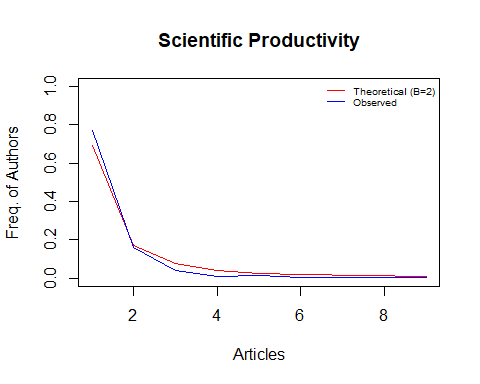 Scientific Productivity
Theoretical (B=2)
Observed
Freq. of Authors
1.0
0.8
0.6
0.4
0.2
0.0
2
4
6
8
Articles